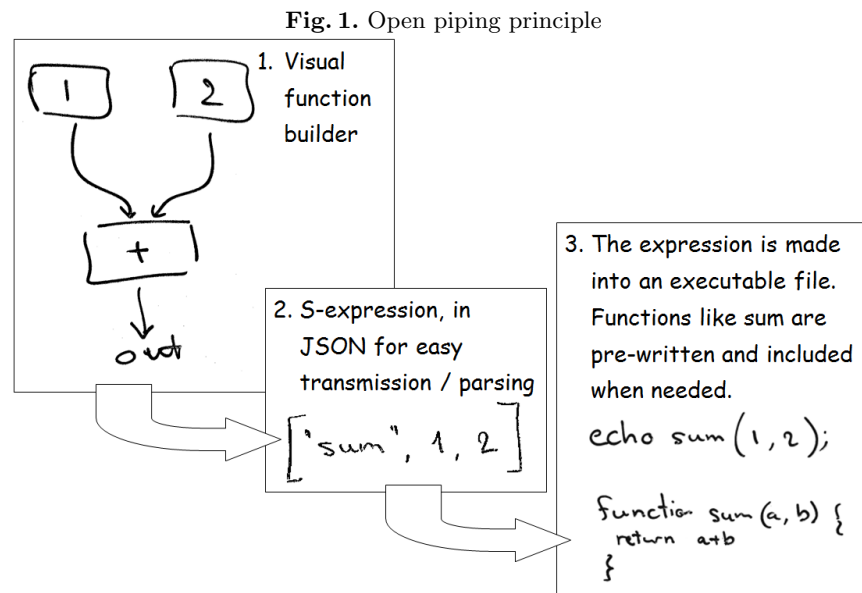 Fig. 1. Open piping principle
1. Visual
function
builder
1
2
+
out
2. S-expression, in
JSON for easy
transmission / parsing
["sum", 1, 2]
3. The expression is made
into an executable file.
Functions like sum are
pre-written and included
when needed.
echo sum(1,2);
function sum(a,b) {
return a+b
}